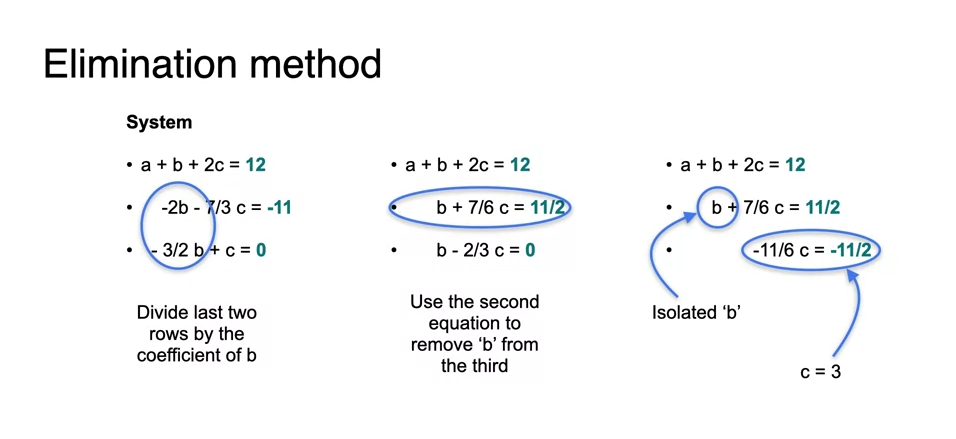 Elimination method
System
• a + b + 2c = 12
• -2b - 7/3 c = -11
• - 3/2 b + c = 0
Divide last two
rows by the
coefficient of b
• a + b + 2c = 12
• b + 7/6 c = 11/2
• b - 2/3 c = 0
Use the second
equation to
remove ‘b’ from
the third
• a + b + 2c = 12
• b + 7/6 c = 11/2
• -11/6 c = -11/2
Isolated ‘b’
c = 3